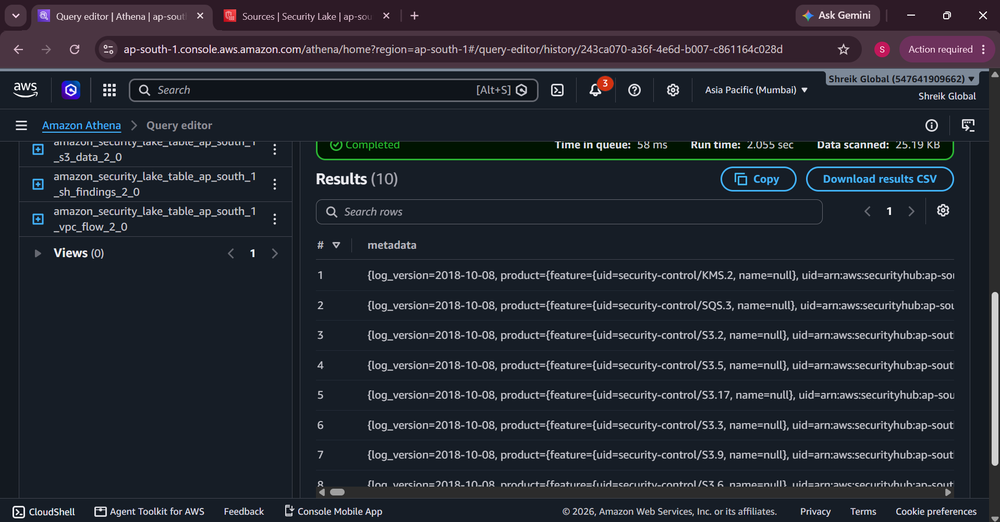 Query editor | Athena | ap-sout
Sources | Security Lake | ap-sou
Ask Gemini
ap-south-1.console.aws.amazon.com/athena/home?region=ap-south-1#/query-editor/history/243ca070-a36f-4e6d-b007-c861164c028d
S
Action required
aws
Search
[Alt+S]
3
Asia Pacific (Mumbai)
Shreik Global (547641909662)
Shreik Global
Amazon Athena
Query editor
amazon_security_lake_table_ap_south_1
_s3_data_2_0
amazon_security_lake_table_ap_south_1
_sh_findings_2_0
amazon_security_lake_table_ap_south_1
_vpc_flow_2_0
Views (0)
1
Completed
Time in queue: 58 ms
Run time: 2.055 sec
Data scanned: 25.19 KB
Results (10)
Copy
Download results CSV
Search rows
1
# metadata
1 {log_version=2018-10-08, product={feature={uid=security-control/KMS.2, name=null}, uid=arn:aws:securityhub:ap-sou
2 {log_version=2018-10-08, product={feature={uid=security-control/SQS.3, name=null}, uid=arn:aws:securityhub:ap-sou
3 {log_version=2018-10-08, product={feature={uid=security-control/S3.2, name=null}, uid=arn:aws:securityhub:ap-sout
4 {log_version=2018-10-08, product={feature={uid=security-control/S3.5, name=null}, uid=arn:aws:securityhub:ap-sout
5 {log_version=2018-10-08, product={feature={uid=security-control/S3.17, name=null}, uid=arn:aws:securityhub:ap-sou
6 {log_version=2018-10-08, product={feature={uid=security-control/S3.3, name=null}, uid=arn:aws:securityhub:ap-sout
7 {log_version=2018-10-08, product={feature={uid=security-control/S3.9, name=null}, uid=arn:aws:securityhub:ap-sout
8 {log_version=2018-10-08, product={feature={uid=security-control/S3.6, name=null}, uid=arn:aws:securityhub:ap-sout
CloudShell
Agent Toolkit for AWS
Feedback
Console Mobile App
© 2026, Amazon Web Services, Inc. or its affiliates.
Privacy
Terms
Cookie preferences